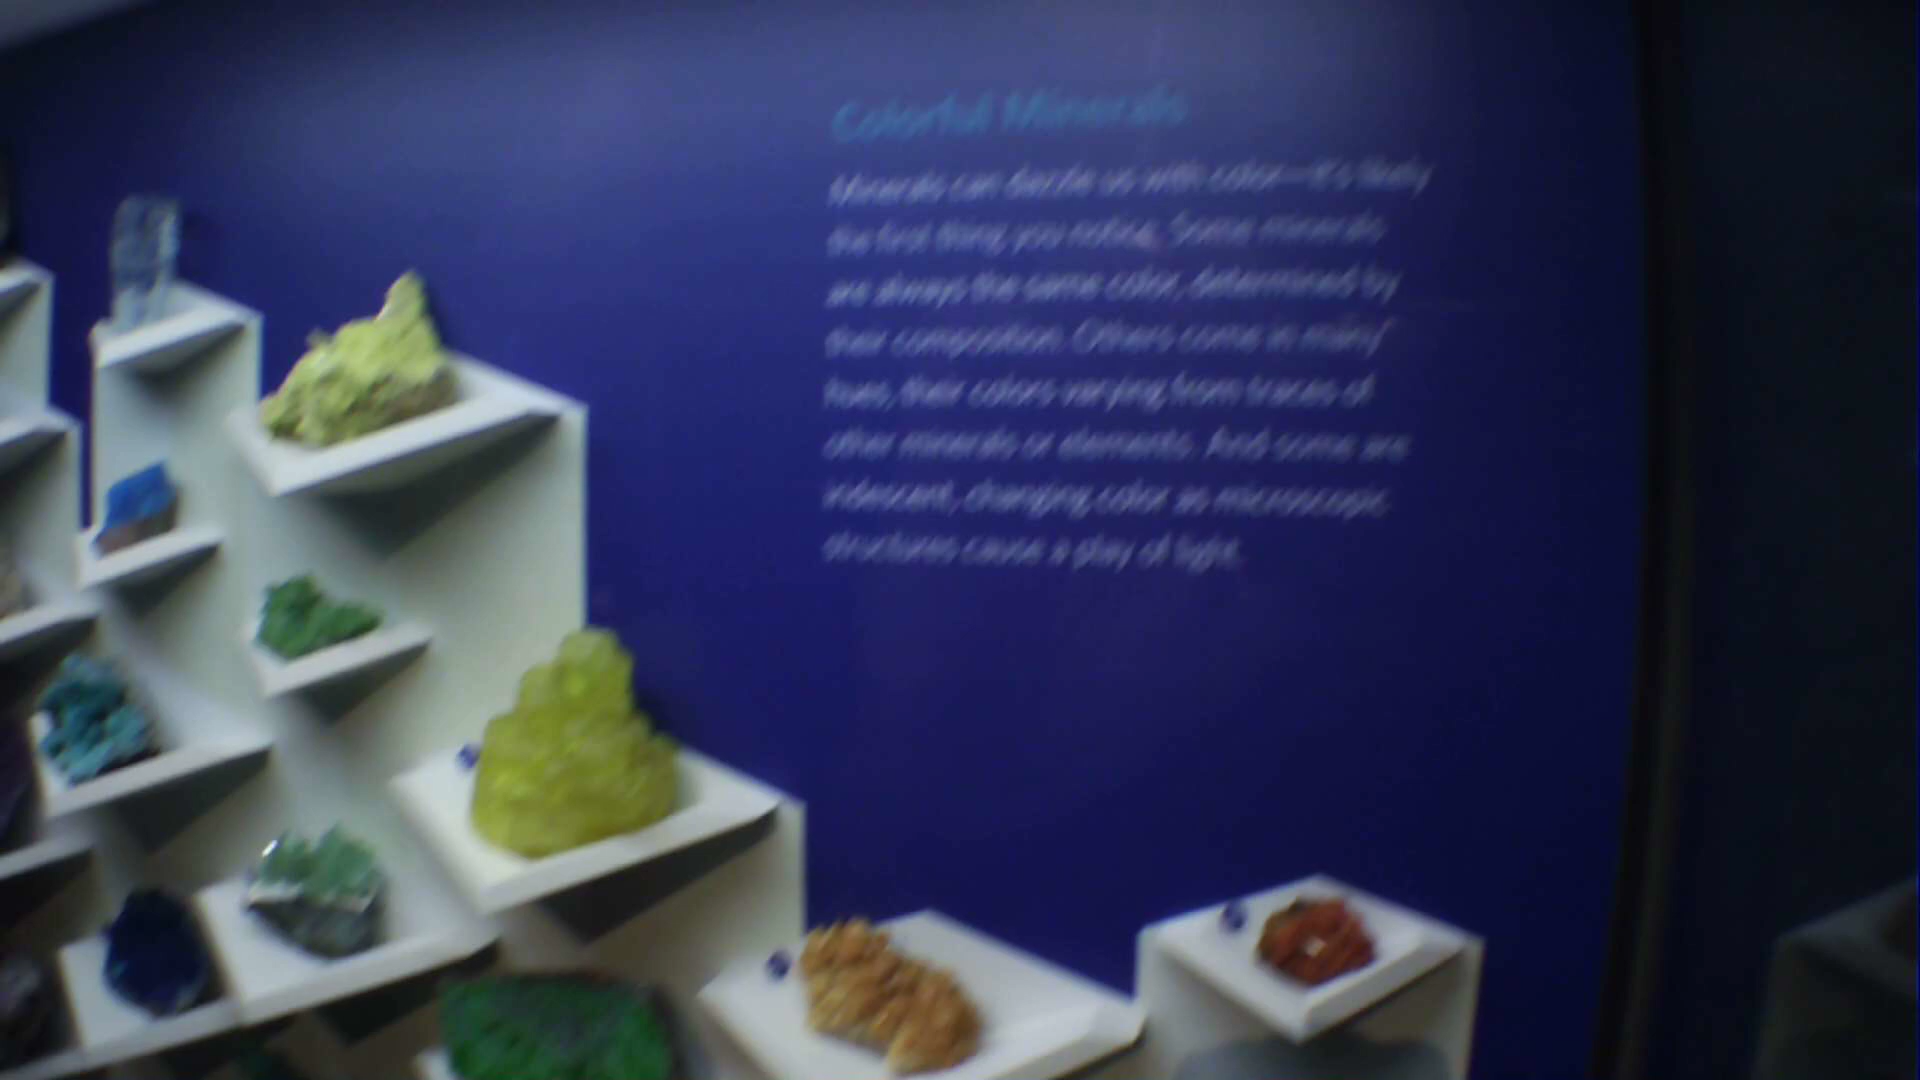 Colorful Minerals
Minerals can dazzle us with color—it's likely
the first thing you notice. Some minerals
are always the same color, determined by
their composition. Others come in many
hues, their colors varying from traces of
other minerals or elements. And some are
iridescent, changing color as microscopic
structures cause a play of light.